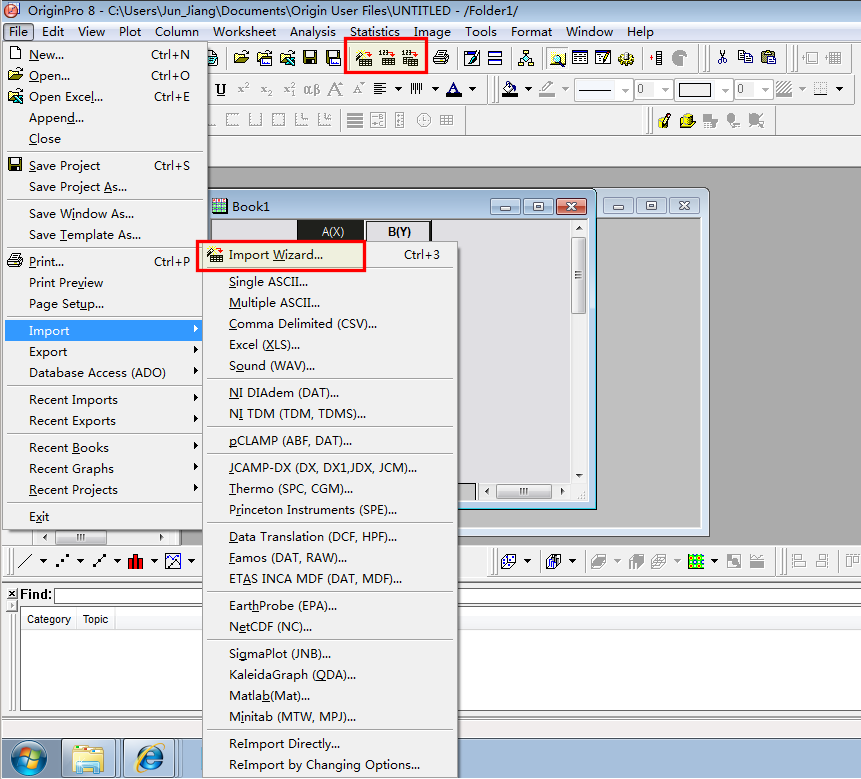 OriginPro 8 - C:\Users\Jun_Jiang\Documents\Origin User Files\UNTITLED - /Folder1/
File Edit View Plot Column Worksheet Analysis Statistics Image Tools Format Window Help
New... Ctrl+N
Open... Ctrl+O
Open Excel... Ctrl+E
Append...
Close
Save Project Ctrl+S
Save Project As...
Save Window As...
Save Template As...
Print... Ctrl+P
Print Preview
Page Setup...
Import
Export
Database Access (ADO)
Recent Imports
Recent Exports
Recent Books
Recent Graphs
Recent Projects
Exit
123 123
U x² x₂ αβ A A A 0 0
Book1
A(X) B(Y)
Import Wizard... Ctrl+3
Single ASCII...
Multiple ASCII...
Comma Delimited (CSV)...
Excel (XLS)...
Sound (WAV)...
NI DIAdem (DAT)...
NI TDM (TDM, TDMS)...
pCLAMP (ABF, DAT)...
JCAMP-DX (DX, DX1,JDX, JCM)...
Thermo (SPC, CGM)...
Princeton Instruments (SPE)...
Data Translation (DCF, HPF)...
Famos (DAT, RAW)...
ETAS INCA MDF (DAT, MDF)...
EarthProbe (EPA)...
NetCDF (NC)...
SigmaPlot (JNB)...
KaleidaGraph (QDA)...
Matlab(Mat)...
Minitab (MTW, MPJ)...
ReImport Directly...
ReImport by Changing Options...
Find:
Category Topic